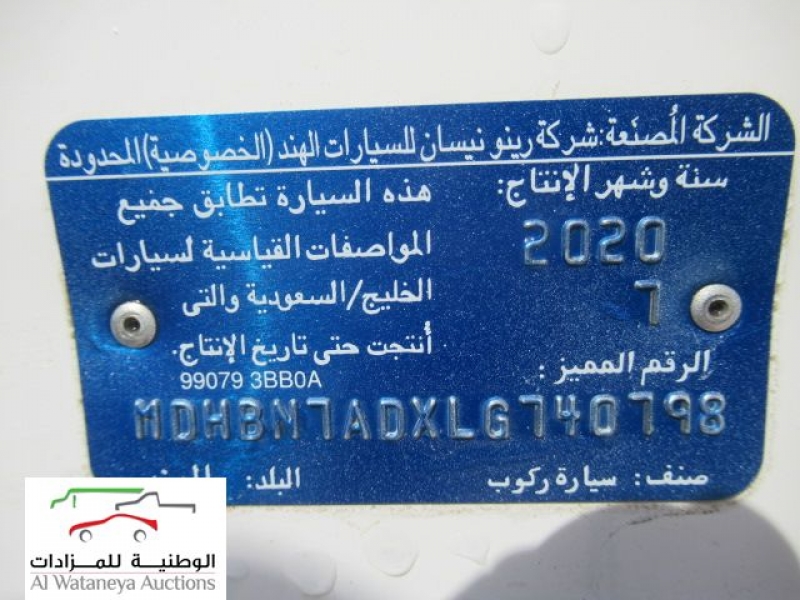 الشركة المُصنَعة: شركة رينو نيسان للسيارات الهند (الخصوصية) المحدودة
سنة وشهر الإنتاج:
2020
7
هذه السيارة تطابق جميع
المواصفات القياسية لسيارات
الخليج/السعودية والتى
أُنتجت حتى تاريخ الإنتاج.
99079 3BB0A
الرقم المميز :
MDHBN7ADXLG740798
صنف: سيارة ركوب
البلد:
الوطنية للمزادات
Al Wataneya Auctions